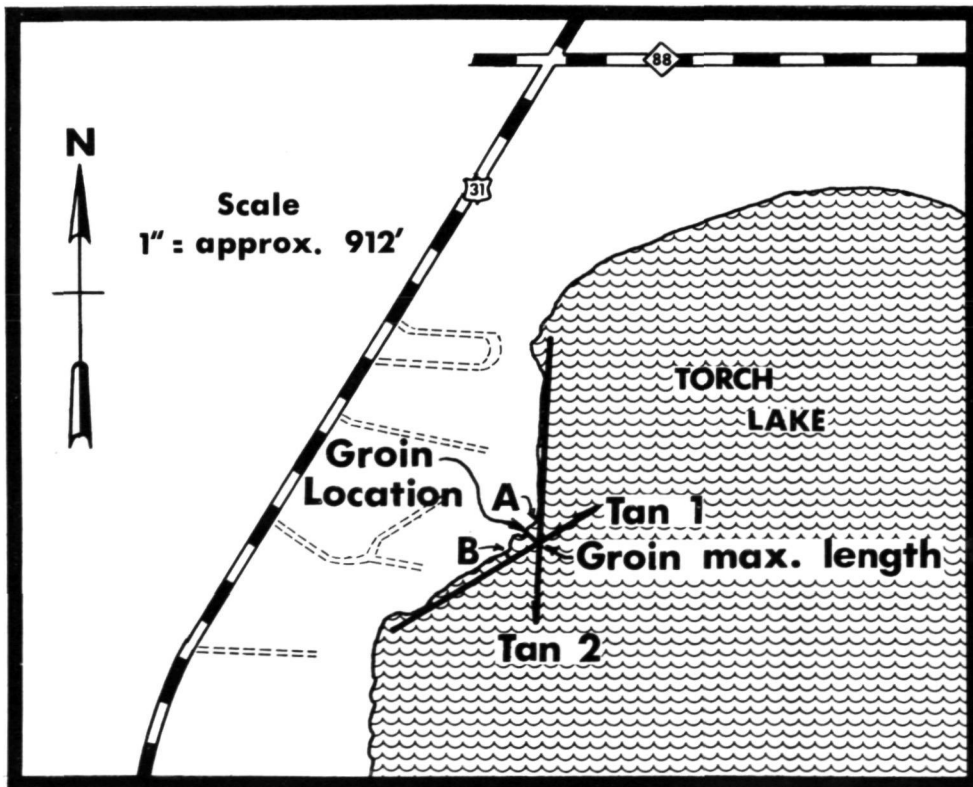 88
N
31
Scale
1" = approx. 912'
TORCH
LAKE
Groin
Location
A
Tan 1
B
Groin max. length
Tan 2